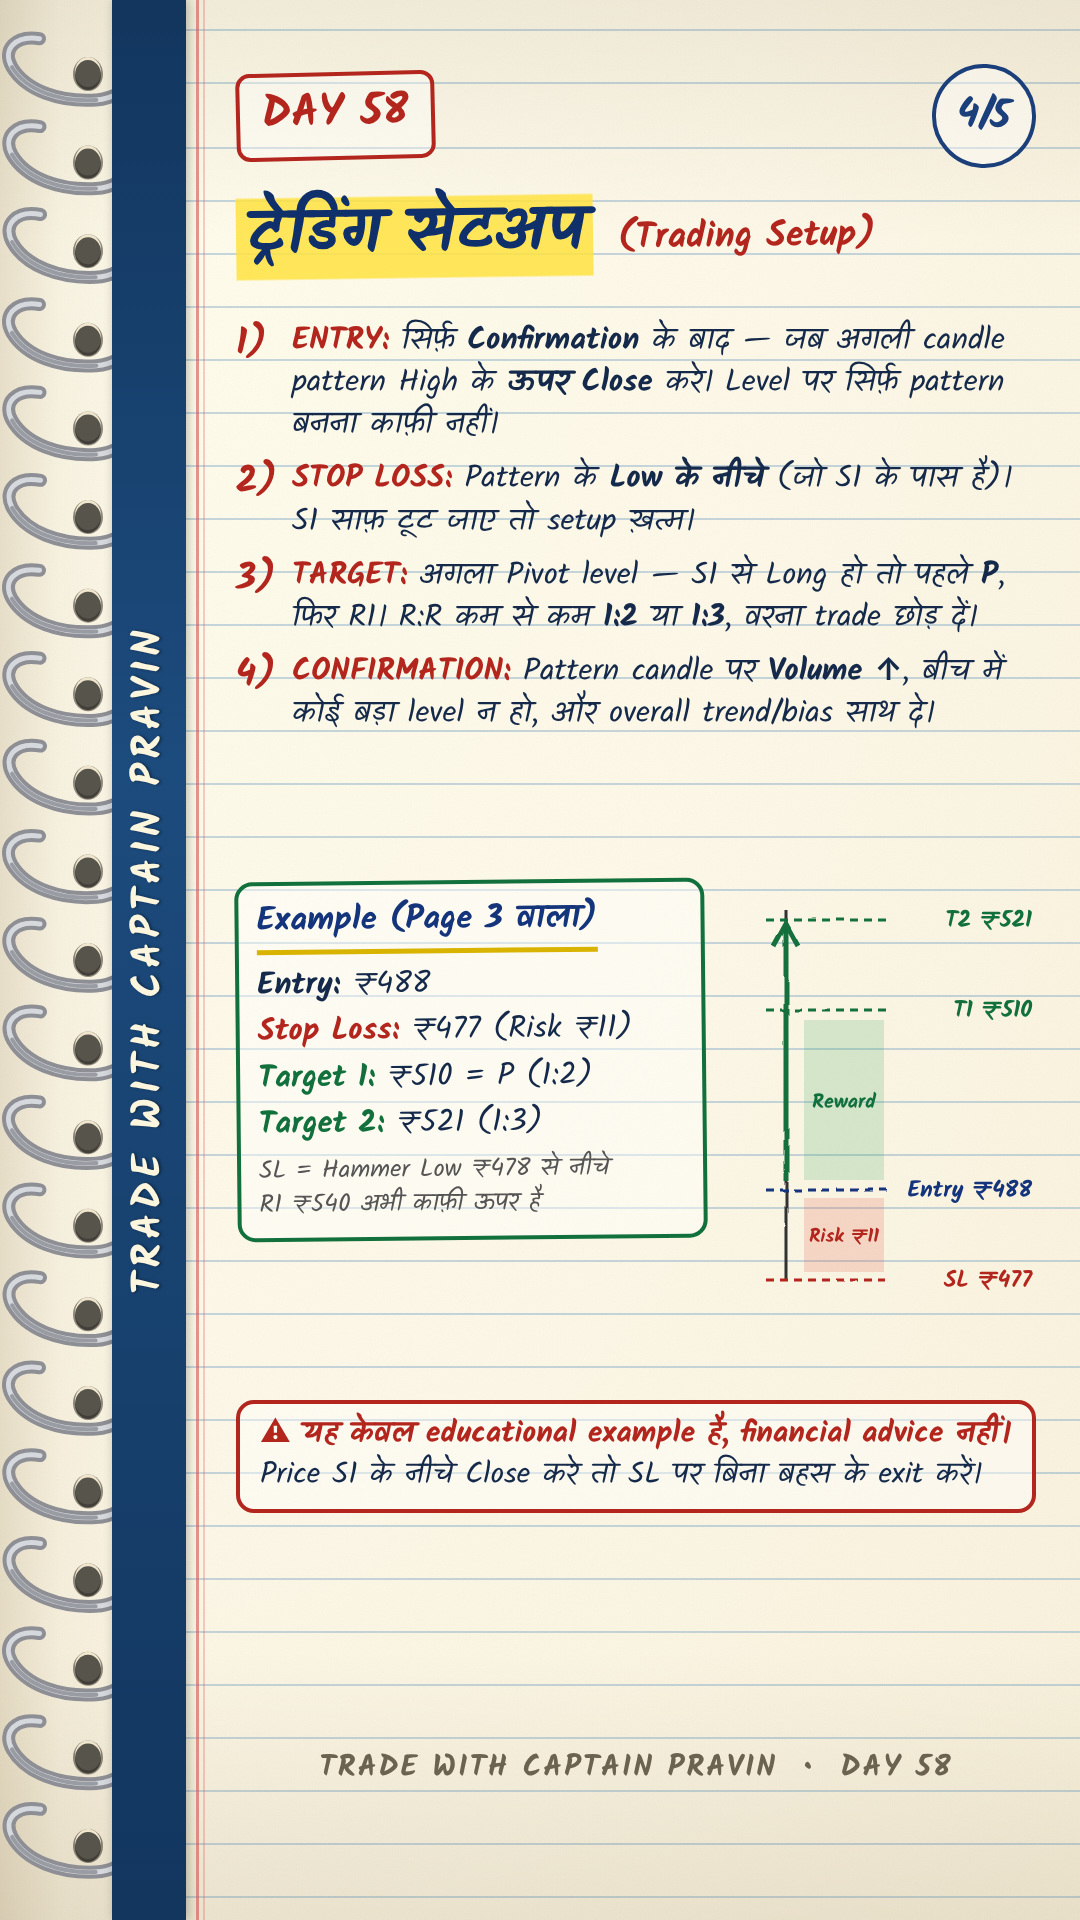 DAY 58
4/5
ट्रेडिंग सेटअप (Trading Setup)
1) ENTRY: सिर्फ़ Confirmation के बाद — जब अगली candle
pattern High के ऊपर Close करे। Level पर सिर्फ़ pattern
बनना काफ़ी नहीं।
2) STOP LOSS: Pattern के Low के नीचे (जो S1 के पास है)।
S1 साफ़ टूट जाए तो setup ख़त्म।
3) TARGET: अगला Pivot level — S1 से Long हो तो पहले P,
फिर R1। R:R कम से कम 1:2 या 1:3, वरना trade छोड़ दें।
4) CONFIRMATION: Pattern candle पर Volume ↑, बीच में
कोई बड़ा level न हो, और overall trend/bias साथ दे।
Example (Page 3 वाला)
Entry: ₹488
Stop Loss: ₹477 (Risk ₹11)
Target 1: ₹510 = P (1:2)
Target 2: ₹521 (1:3)
SL = Hammer Low ₹478 से नीचे
R1 ₹540 अभी काफ़ी ऊपर है
T2 ₹521
T1 ₹510
Reward
Entry ₹488
Risk ₹11
SL ₹477
⚠ यह केवल educational example है, financial advice नहीं।
Price S1 के नीचे Close करे तो SL पर बिना बहस के exit करें।
TRADE WITH CAPTAIN PRAVIN · DAY 58
TRADE WITH CAPTAIN PRAVIN